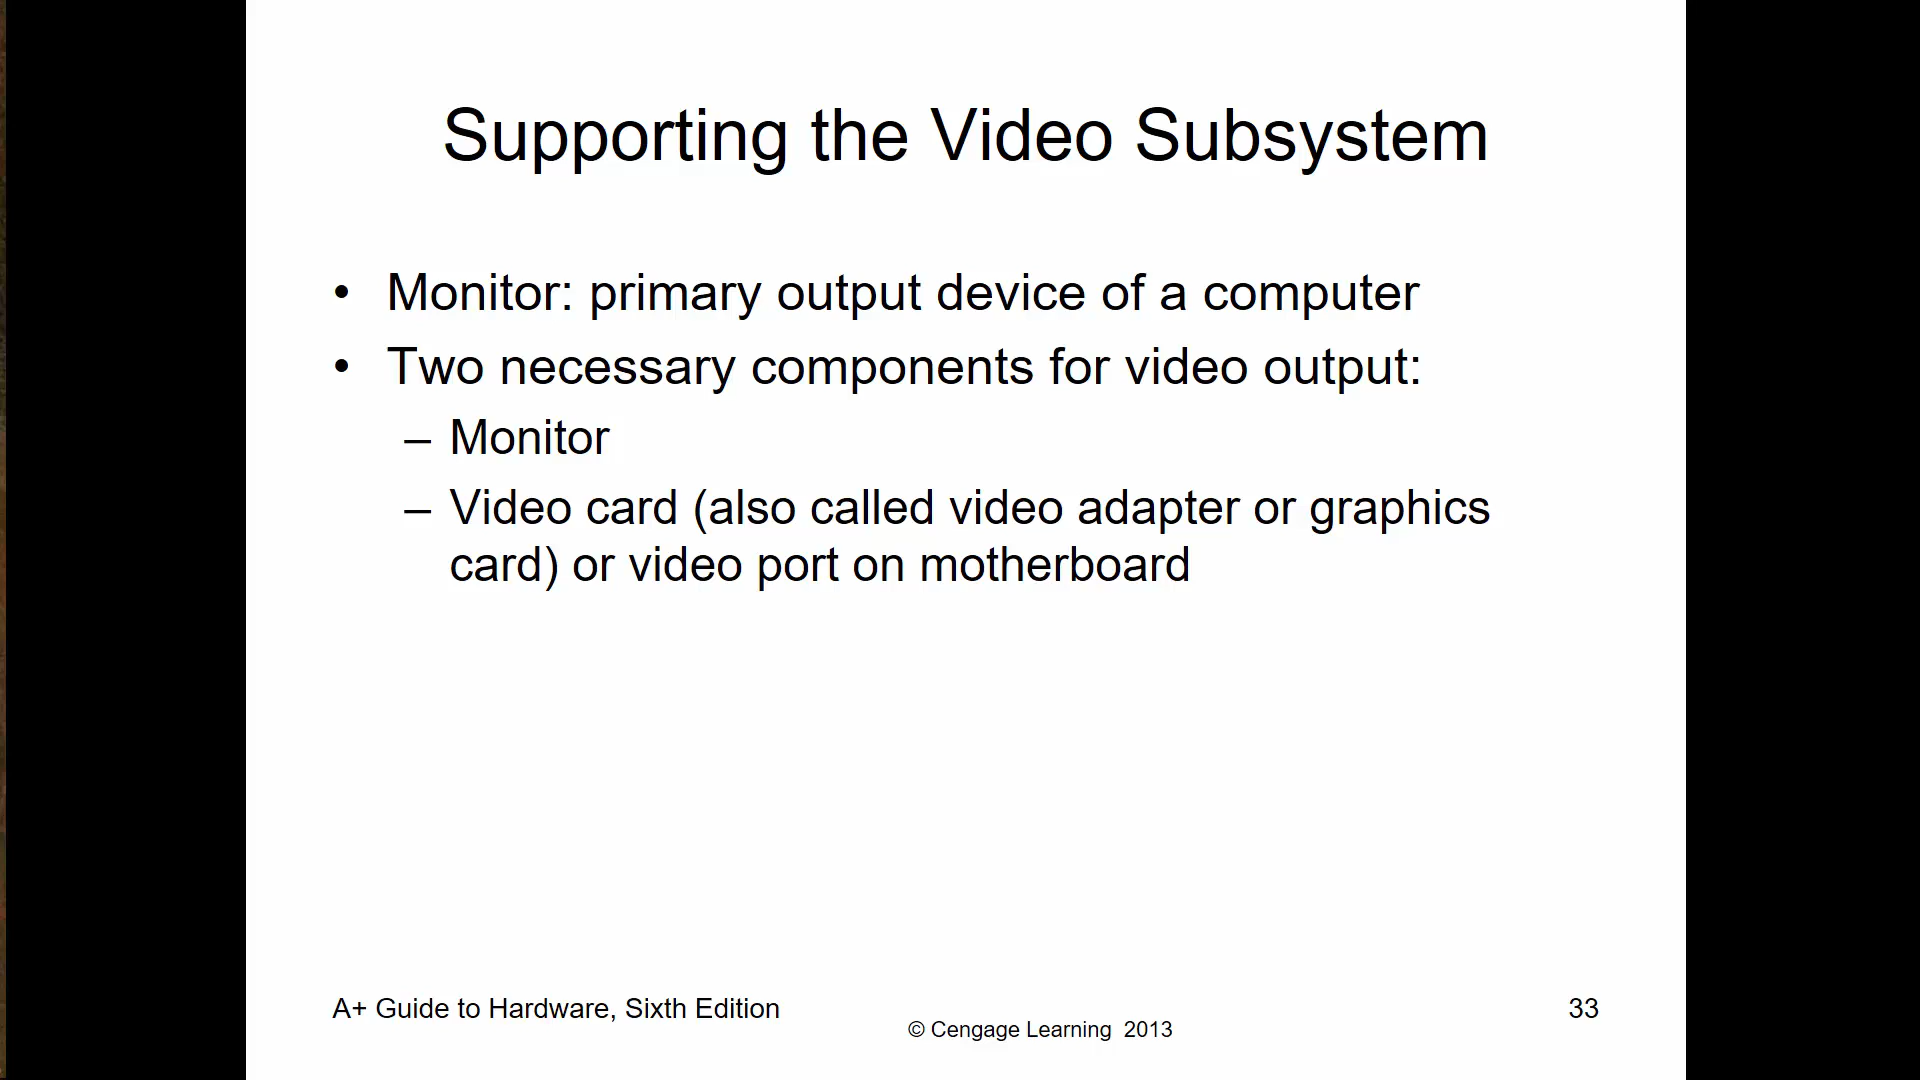 Supporting the Video Subsystem
• Monitor: primary output device of a computer
• Two necessary components for video output:
– Monitor
– Video card (also called video adapter or graphics
card) or video port on motherboard
A+ Guide to Hardware, Sixth Edition
© Cengage Learning 2013
33